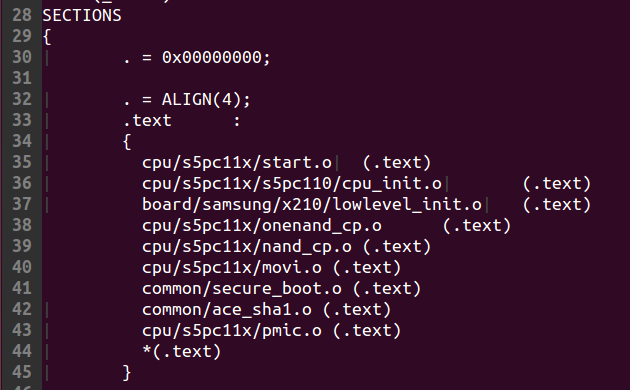 28 SECTIONS
29 {
30 . = 0x00000000;
31
32 . = ALIGN(4);
33 .text :
34 {
35 cpu/s5pc11x/start.o (.text)
36 cpu/s5pc11x/s5pc110/cpu_init.o (.text)
37 board/samsung/x210/lowlevel_init.o (.text)
38 cpu/s5pc11x/onenand_cp.o (.text)
39 cpu/s5pc11x/nand_cp.o (.text)
40 cpu/s5pc11x/movi.o (.text)
41 common/secure_boot.o (.text)
42 common/ace_sha1.o (.text)
43 cpu/s5pc11x/pmic.o (.text)
44 *(.text)
45 }